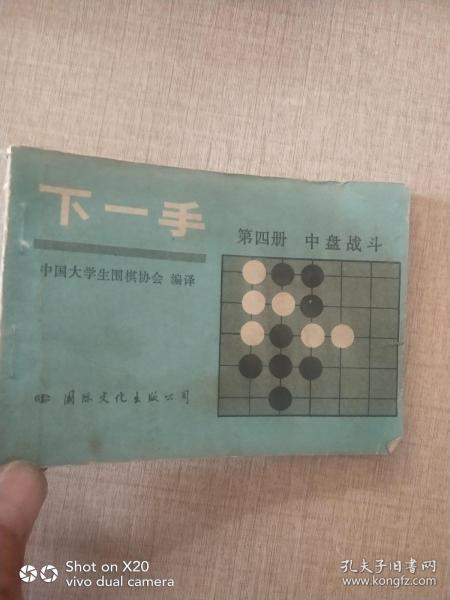 下一手
第四册 中盘战斗
中国大学生围棋协会 编译
国际文化出版公司
Shot on X20
vivo dual camera
孔夫子旧书网
www.kongfz.com